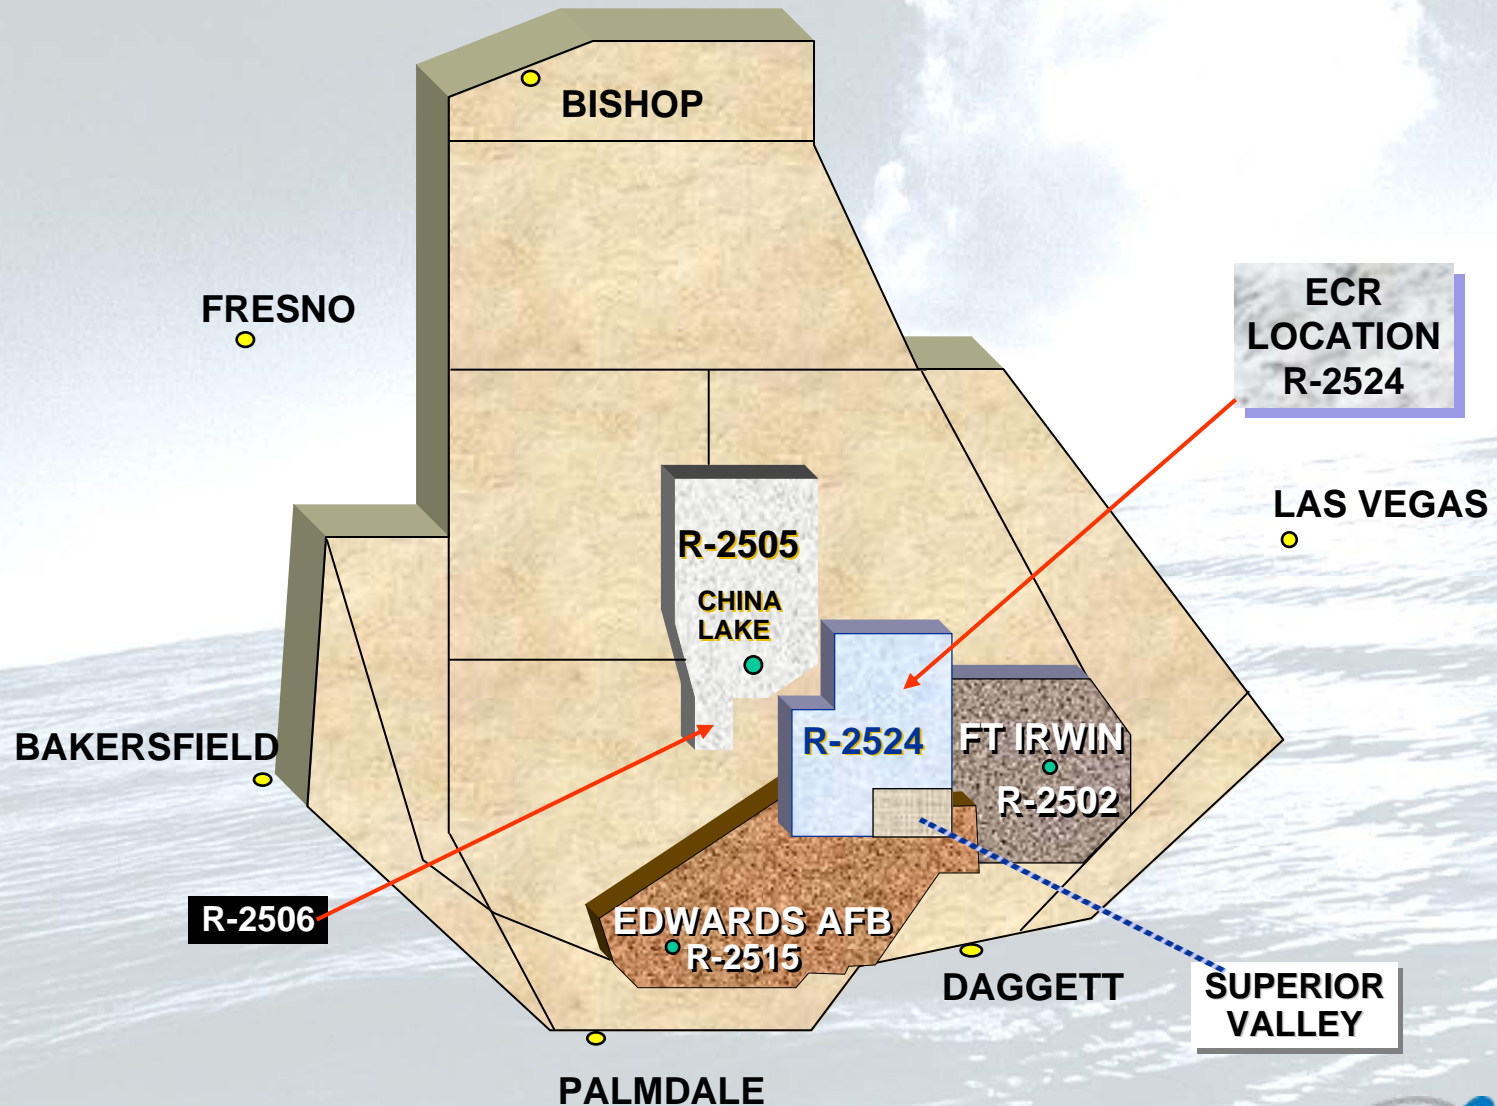 BISHOP
FRESNO
ECR
LOCATION
R-2524
LAS VEGAS
R-2505
CHINA
LAKE
BAKERSFIELD
R-2524
FT IRWIN
R-2502
R-2506
EDWARDS AFB
R-2515
DAGGETT
SUPERIOR
VALLEY
PALMDALE